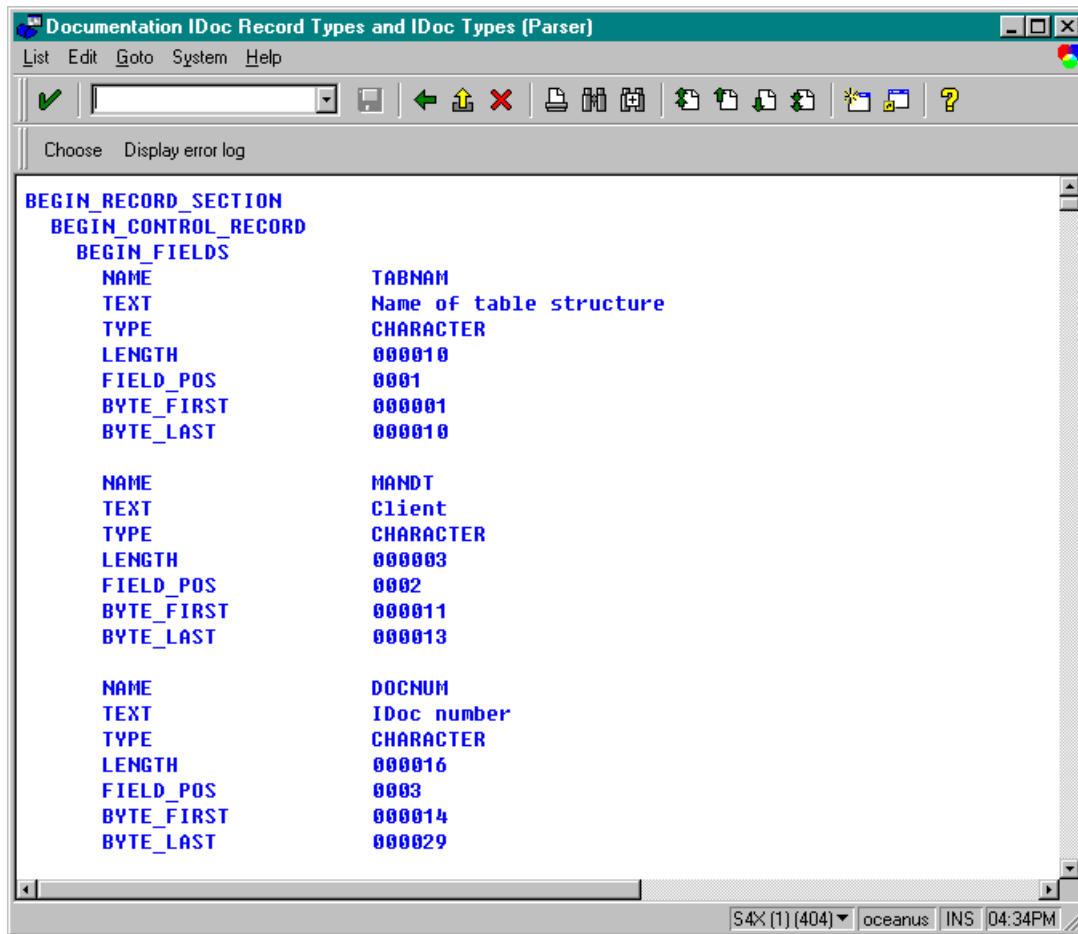 Documentation IDoc Record Types and IDoc Types (Parser)
List Edit Goto System Help
Choose Display error log
BEGIN_RECORD_SECTION
BEGIN_CONTROL_RECORD
BEGIN_FIELDS
NAME TABNAM
TEXT Name of table structure
TYPE CHARACTER
LENGTH 000010
FIELD_POS 0001
BYTE_FIRST 000001
BYTE_LAST 000010
NAME MANDT
TEXT Client
TYPE CHARACTER
LENGTH 000003
FIELD_POS 0002
BYTE_FIRST 000011
BYTE_LAST 000013
NAME DOCNUM
TEXT IDoc number
TYPE CHARACTER
LENGTH 000016
FIELD_POS 0003
BYTE_FIRST 000014
BYTE_LAST 000029
S4X (1) (404) oceanus INS 04:34PM